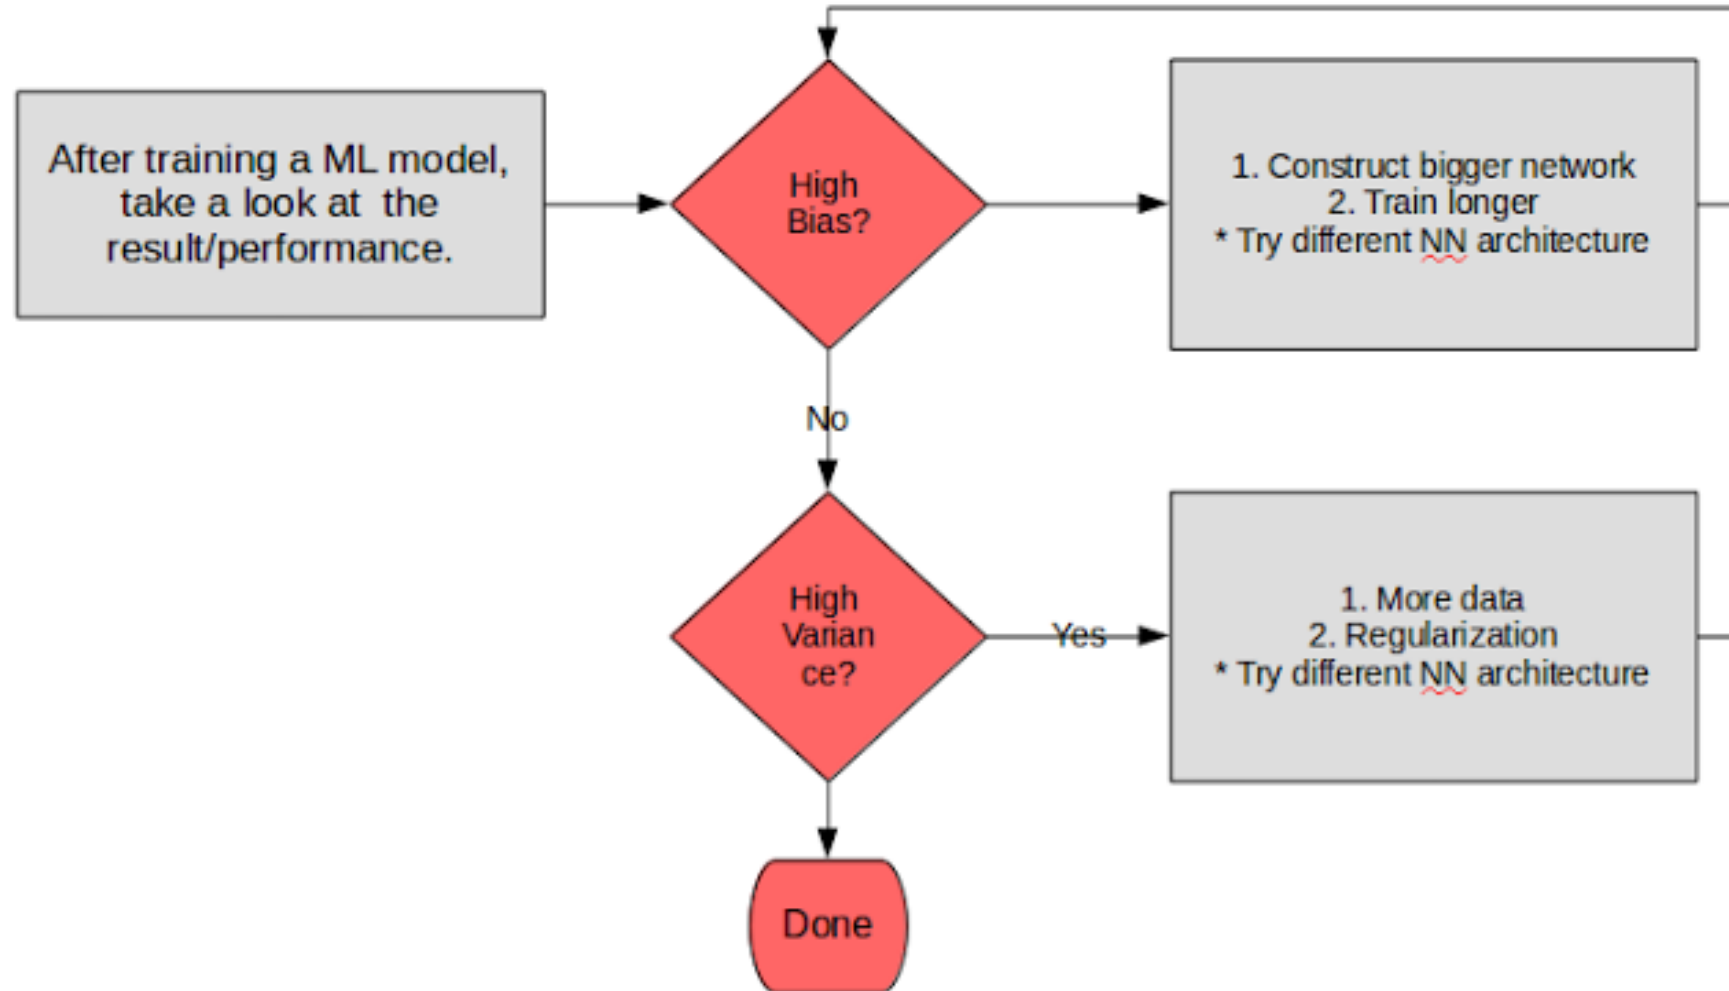 After training a ML model,
take a look at the
result/performance.
High
Bias?
1. Construct bigger network
2. Train longer
* Try different NN architecture
No
High
Varian
ce?
Yes
1. More data
2. Regularization
* Try different NN architecture
Done